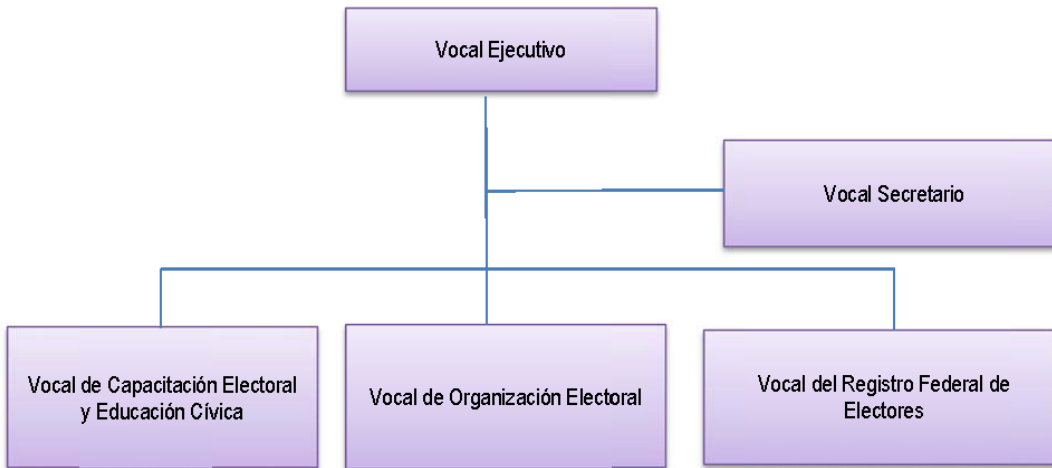 Vocal Ejecutivo
Vocal Secretario
Vocal de Capacitación Electoral
y Educación Cívica
Vocal de Organización Electoral
Vocal del Registro Federal de
Electores